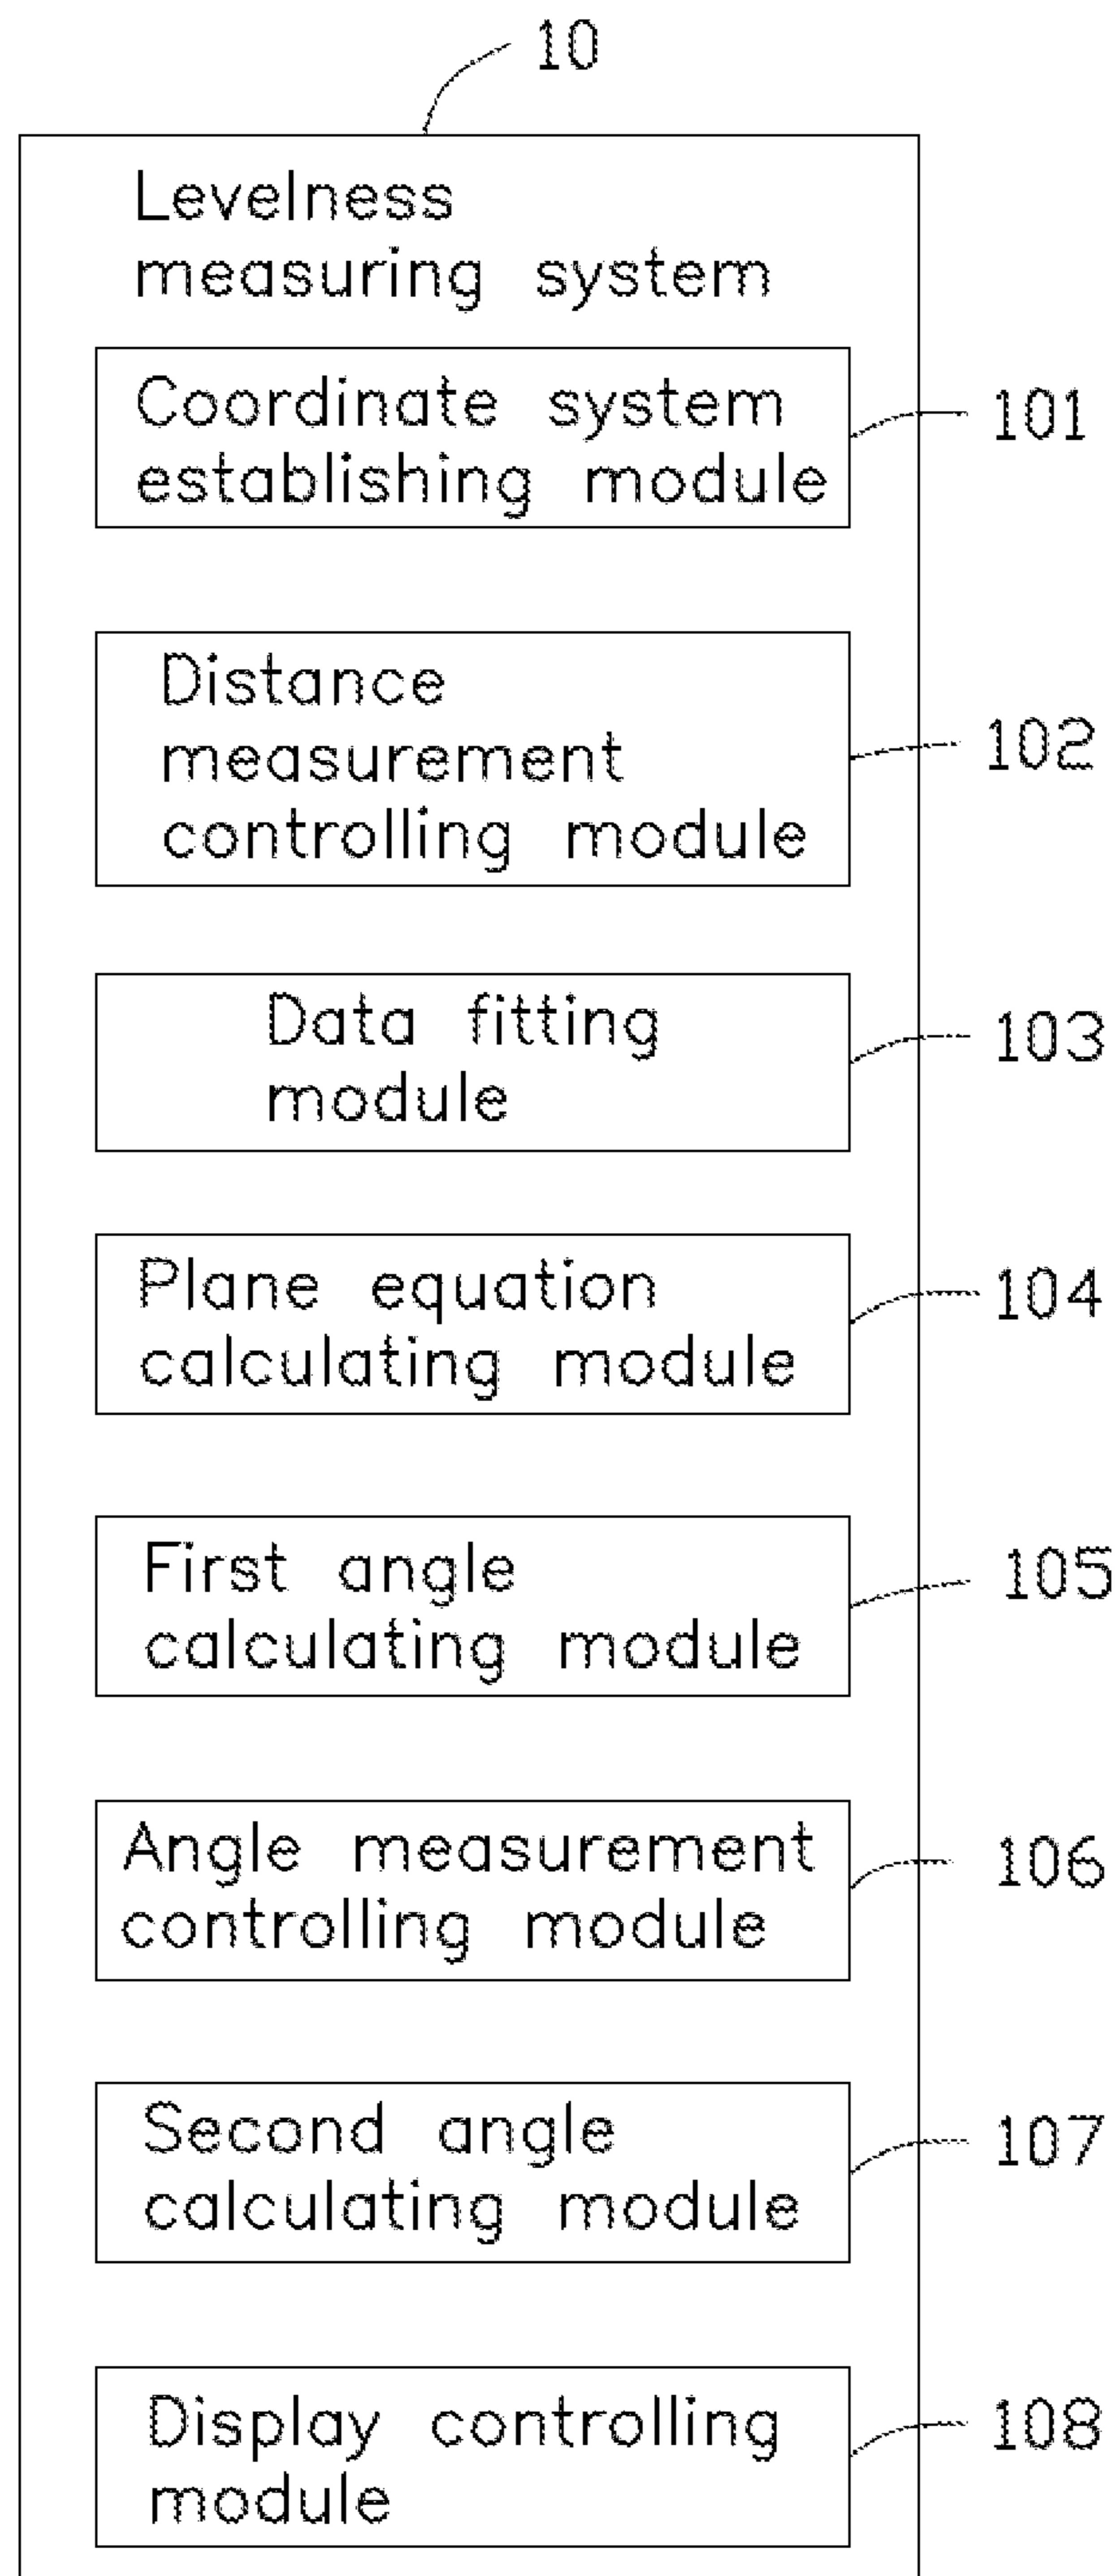 10
Levelness
measuring system
Coordinate system
establishing module
101
Distance
measurement
controlling module
102
Data fitting
module
103
Plane equation
calculating module
104
First angle
calculating module
105
Angle measurement
controlling module
106
Second angle
calculating module
107
Display controlling
module
108